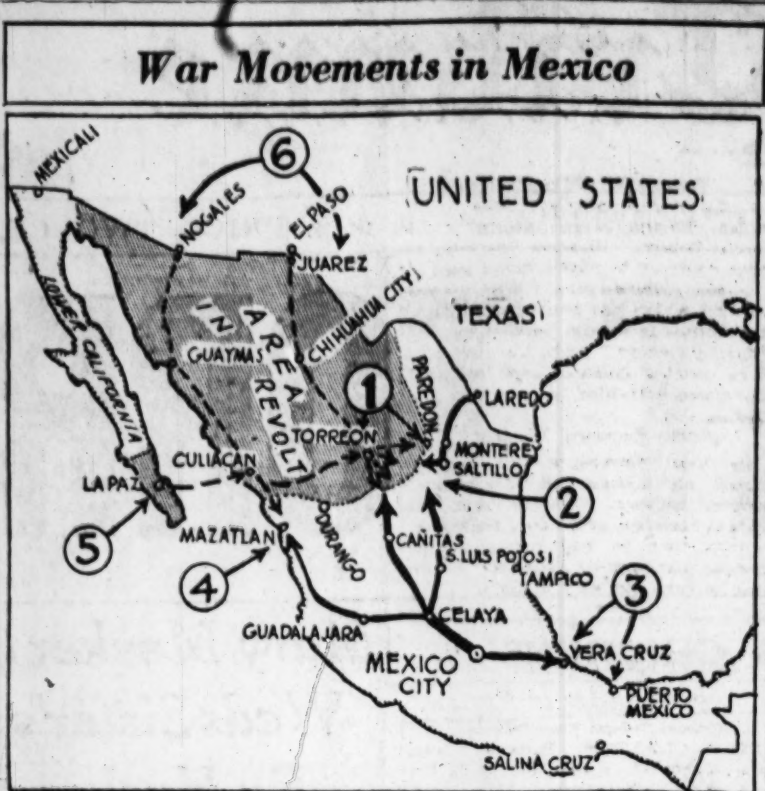 War Movements in Mexico
MEXICALI
6
UNITED STATES
NOGALES
EL PASO
JUAREZ
LOWER CALIFORNIA
CHIHUAHUA CITY
TEXAS
AREA
IN
REVOLT
GUAYMAS
1
PAREDON
LAREDO
TORREON
MONTEREY
SALTILLO
CULIACAN
LA PAZ
2
5
MAZATLAN
DURANGO
CAÑITAS
S. LUIS POTOSI
TAMPICO
4
3
GUADALAJARA
CELAYA
VERA CRUZ
MEXICO
CITY
PUERTO
MEXICO
SALINA CRUZ